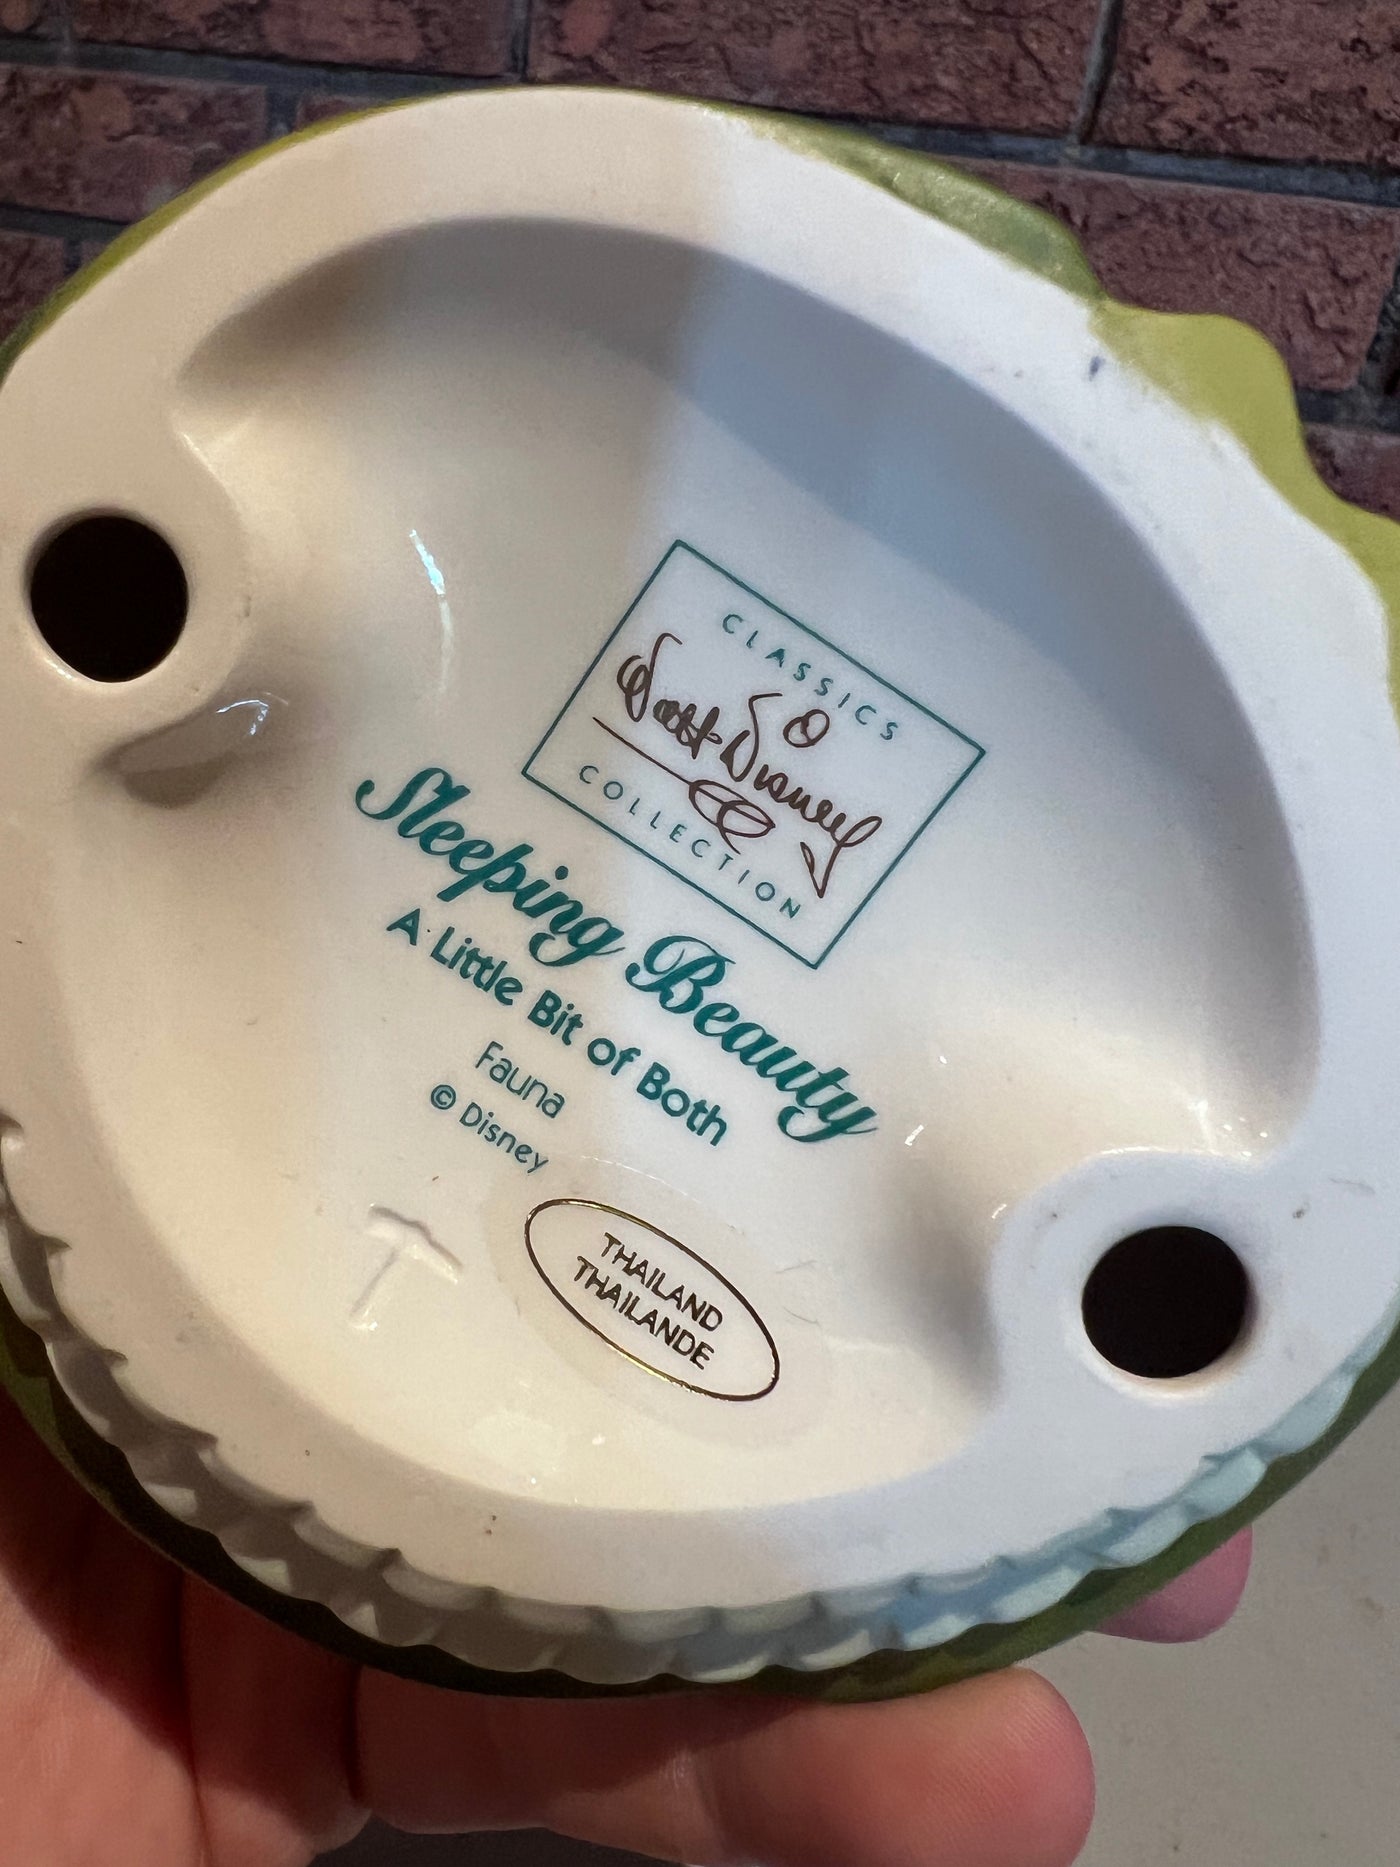 CLASSICS
Walt Disney
COLLECTION
Sleeping Beauty
A Little Bit of Both
Fauna
© Disney
T
THAILAND
THAILANDE